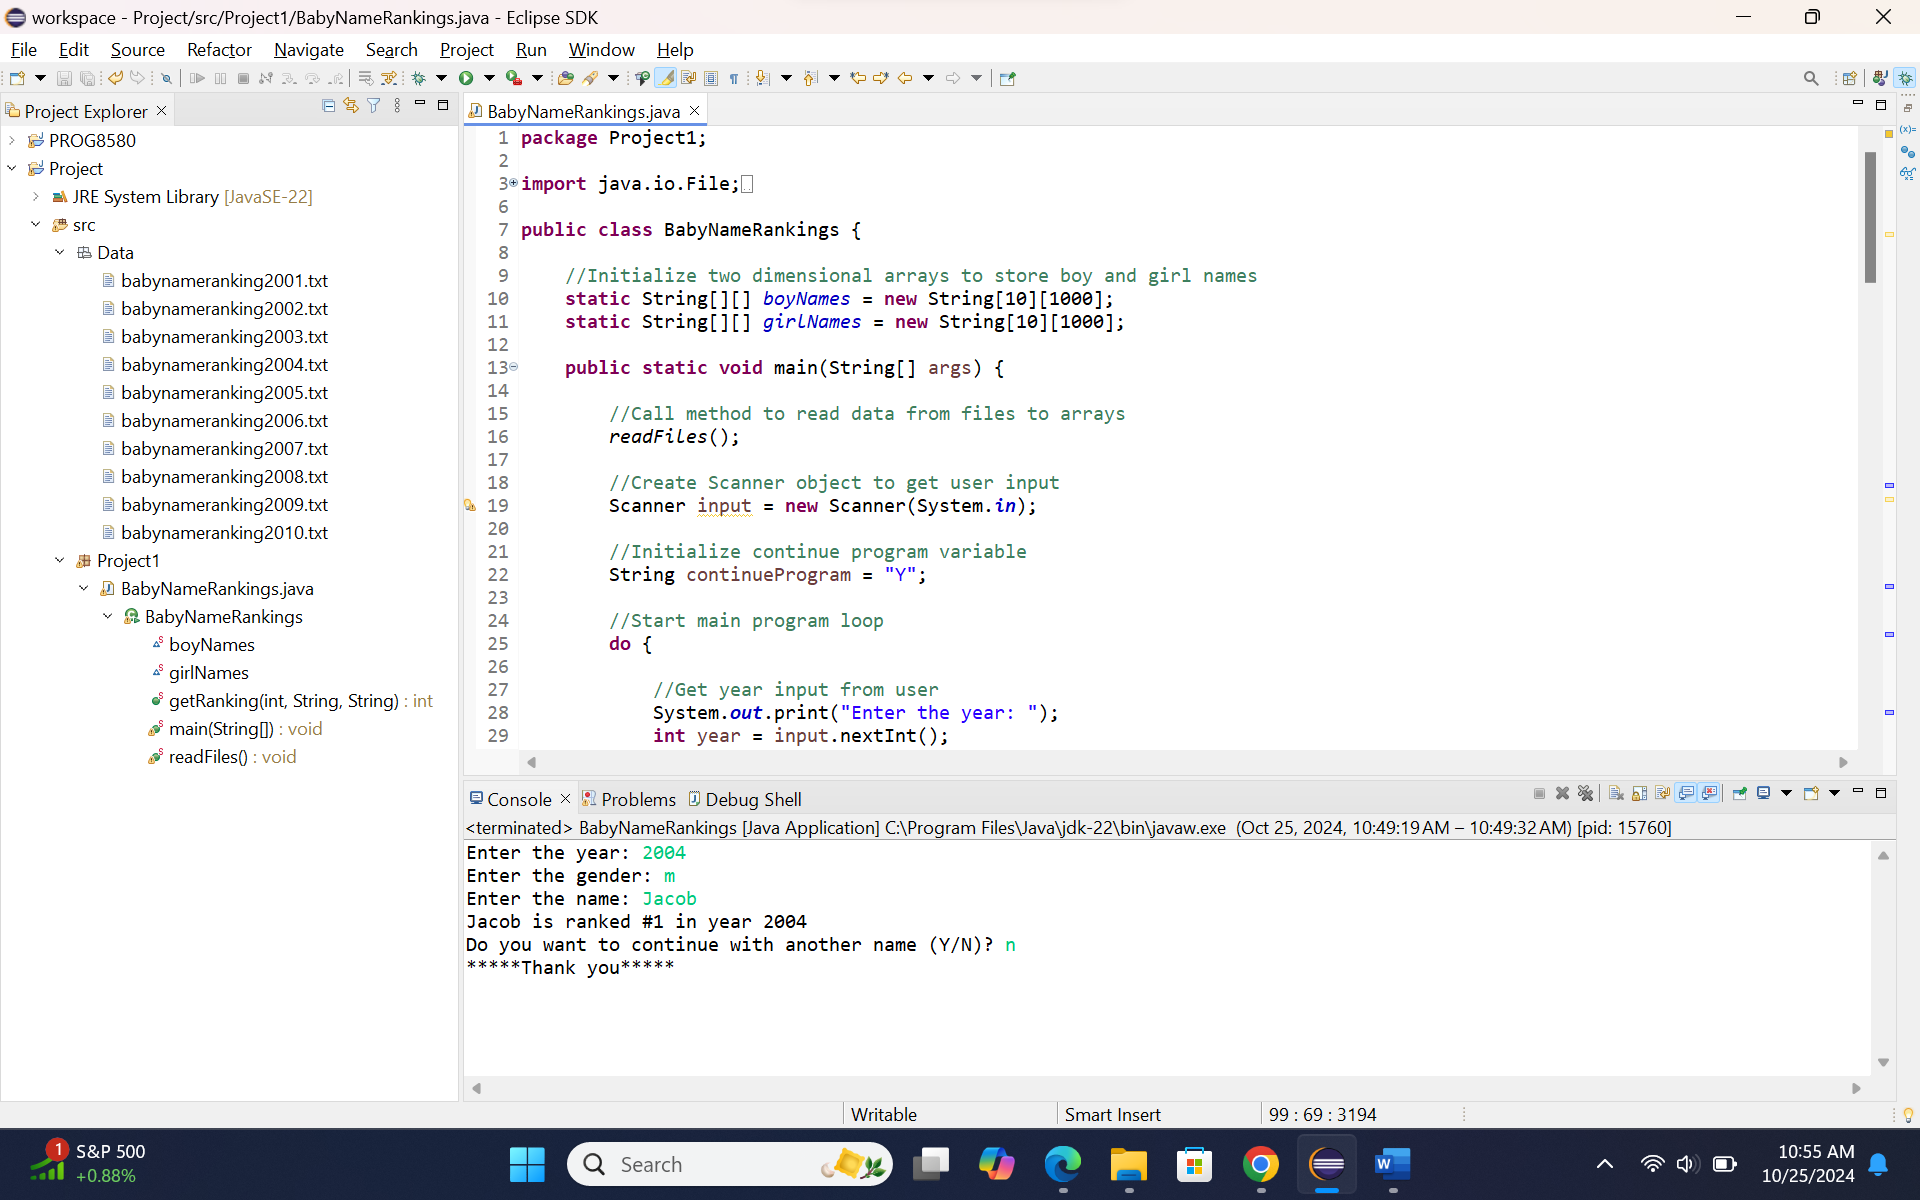 workspace - Project/src/Project1/BabyNameRankings.java - Eclipse SDK
File Edit Source Refactor Navigate Search Project Run Window Help
Project Explorer
PROG8580
Project
JRE System Library [JavaSE-22]
src
Data
babynameranking2001.txt
babynameranking2002.txt
babynameranking2003.txt
babynameranking2004.txt
babynameranking2005.txt
babynameranking2006.txt
babynameranking2007.txt
babynameranking2008.txt
babynameranking2009.txt
babynameranking2010.txt
Project1
BabyNameRankings.java
BabyNameRankings
boyNames
girlNames
getRanking(int, String, String) : int
main(String[]) : void
readFiles() : void
BabyNameRankings.java
1 package Project1;
2
3 import java.io.File;
6
7 public class BabyNameRankings {
8
9 //Initialize two dimensional arrays to store boy and girl names
10 static String[][] boyNames = new String[10][1000];
11 static String[][] girlNames = new String[10][1000];
12
13 public static void main(String[] args) {
14
15 //Call method to read data from files to arrays
16 readFiles();
17
18 //Create Scanner object to get user input
19 Scanner input = new Scanner(System.in);
20
21 //Initialize continue program variable
22 String continueProgram = "Y";
23
24 //Start main program loop
25 do {
26
27 //Get year input from user
28 System.out.print("Enter the year: ");
29 int year = input.nextInt();
Console Problems Debug Shell
<terminated> BabyNameRankings [Java Application] C:\Program Files\Java\jdk-22\bin\javaw.exe (Oct 25, 2024, 10:49:19 AM – 10:49:32 AM) [pid: 15760]
Enter the year: 2004
Enter the gender: m
Enter the name: Jacob
Jacob is ranked #1 in year 2004
Do you want to continue with another name (Y/N)? n
*****Thank you*****
Writable Smart Insert 99 : 69 : 3194
1
S&P 500
+0.88%
Search
10:55 AM
10/25/2024